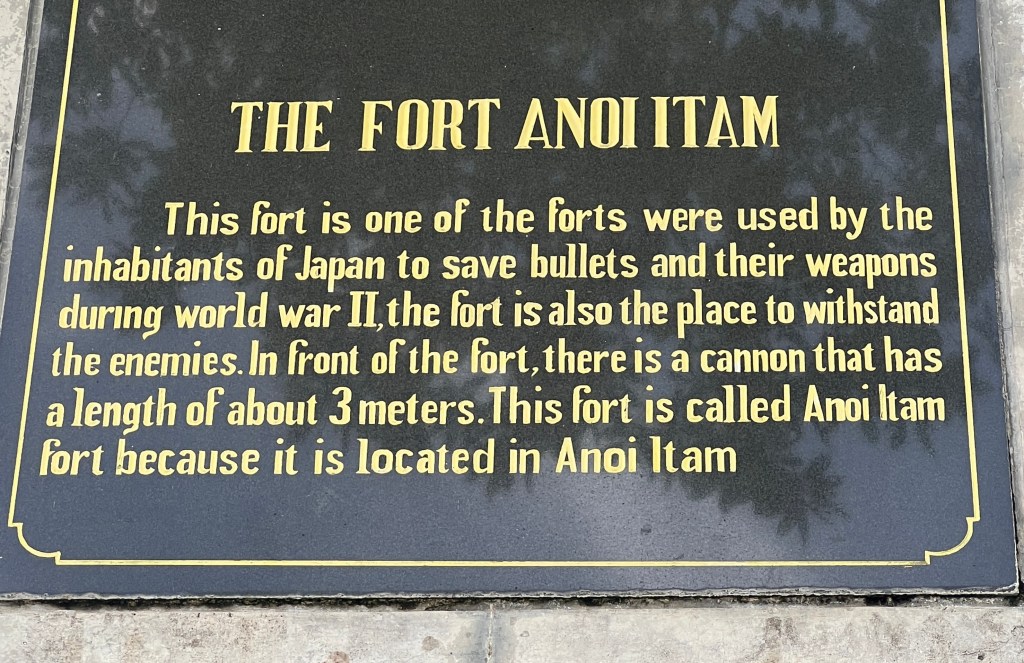 THE FORT ANOI ITAM
This fort is one of the forts were used by the
inhabitants of Japan to save bullets and their weapons
during world war II, the fort is also the place to withstand
the enemies. In front of the fort, there is a cannon that has
a length of about 3 meters. This fort is called Anoi Itam
fort because it is located in Anoi Itam